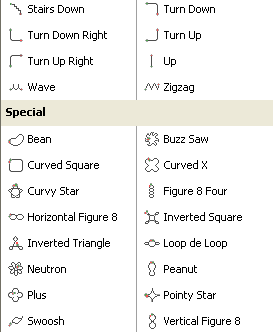 Stairs Down Turn Down
Turn Down Right Turn Up
Turn Up Right Up
Wave Zigzag
Special
Bean Buzz Saw
Curved Square Curved X
Curvy Star Figure 8 Four
Horizontal Figure 8 Inverted Square
Inverted Triangle Loop de Loop
Neutron Peanut
Plus Pointy Star
Swoosh Vertical Figure 8